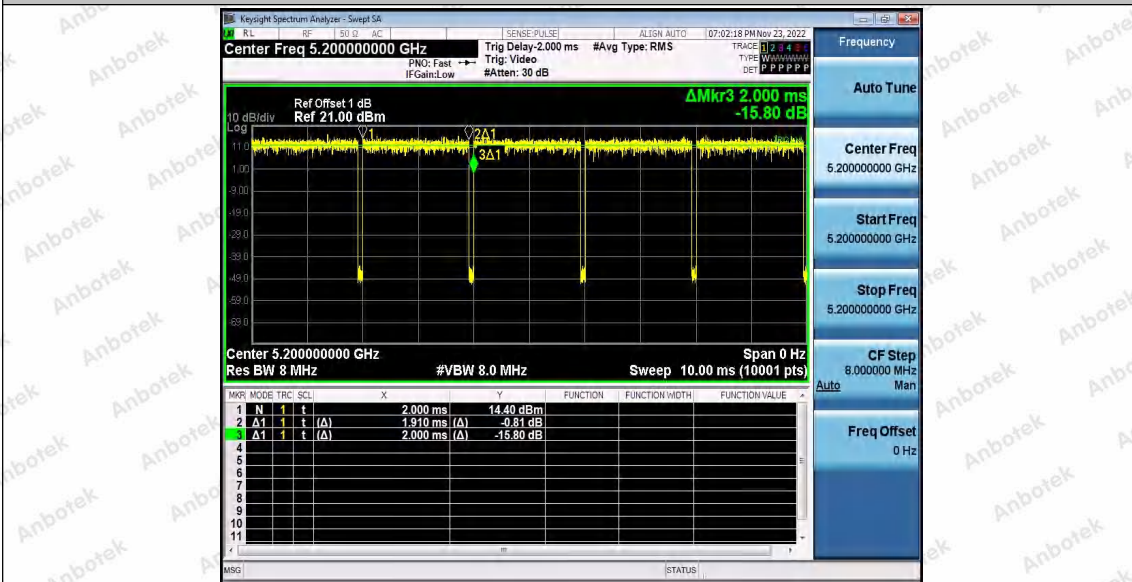 Keysight Spectrum Analyzer - Swept SA
RL RF 50 Ω AC SENSE:PULSE ALIGN AUTO 07:02:18 PM Nov 23, 2022
Center Freq 5.200000000 GHz
PNO: Fast
IFGain:Low
Trig Delay-2.000 ms
Trig: Video
#Atten: 30 dB
#Avg Type: RMS
TRACE 1 2 3 4 5 6
TYPE WWWWWW
DET P P P P P P
ΔMkr3 2.000 ms
-15.80 dB
Ref Offset 1 dB
10 dB/div Ref 21.00 dBm
Log
11.0
1.00
-9.00
-19.0
-29.0
-39.0
-49.0
-59.0
-69.0
1
2Δ1
3Δ1
Center 5.200000000 GHz Span 0 Hz
Res BW 8 MHz #VBW 8.0 MHz Sweep 10.00 ms (10001 pts)
MKR MODE TRC SCL X Y FUNCTION FUNCTION WIDTH FUNCTION VALUE
1 N 1 t 2.000 ms 14.40 dBm
2 Δ1 1 t (Δ) 1.910 ms (Δ) -0.81 dB
3 Δ1 1 t (Δ) 2.000 ms (Δ) -15.80 dB
4
5
6
7
8
9
10
11
MSG STATUS
Frequency
Auto Tune
Center Freq
5.200000000 GHz
Start Freq
5.200000000 GHz
Stop Freq
5.200000000 GHz
CF Step
8.000000 MHz
Auto Man
Freq Offset
0 Hz
Anbotek